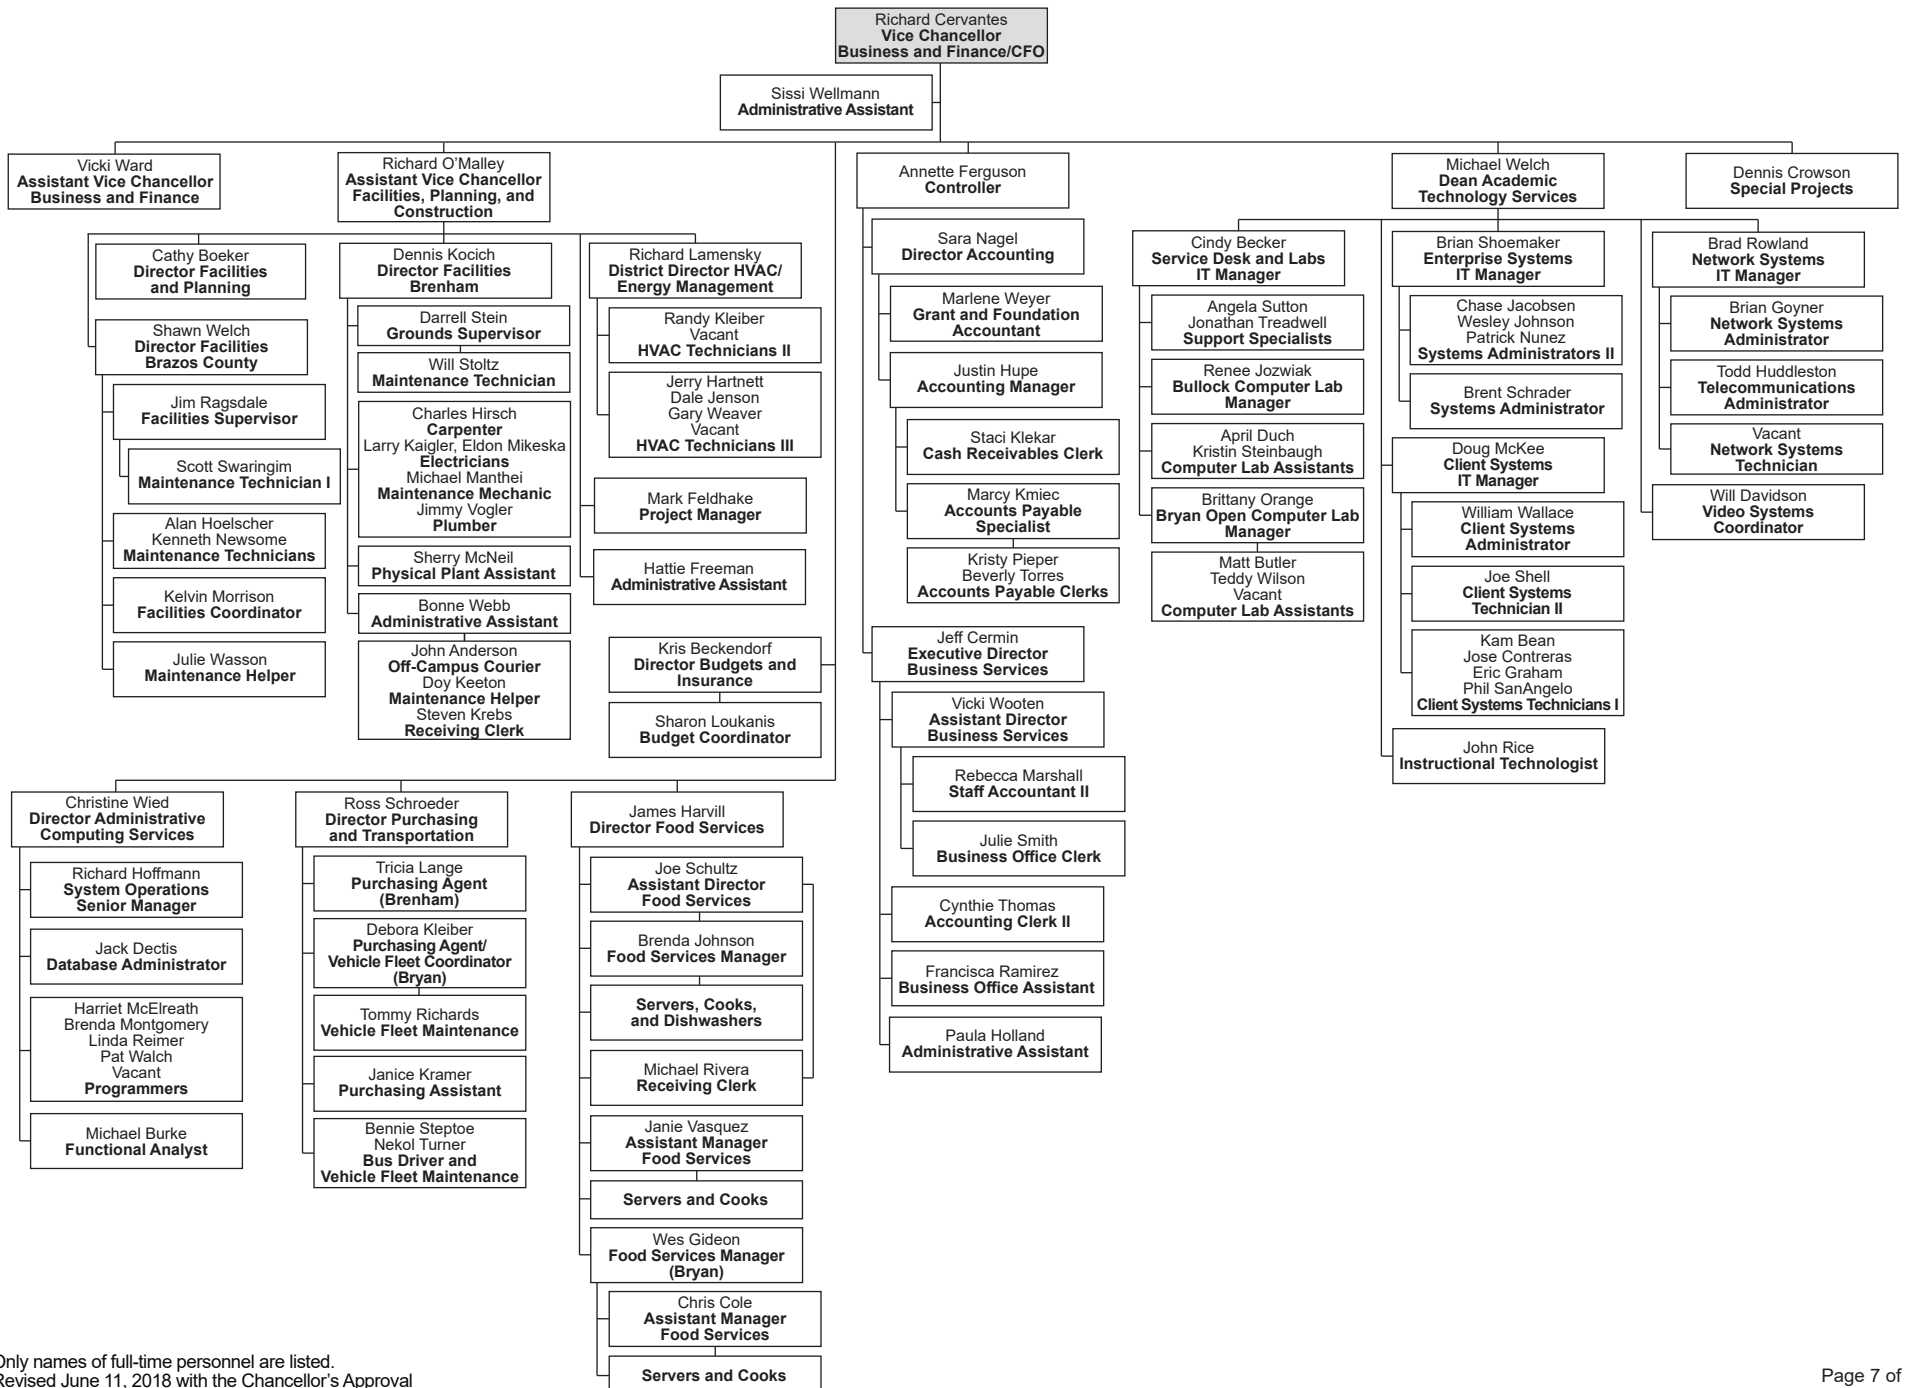 Richard Cervantes
Vice Chancellor
Business and Finance/CFO
Sissi Wellmann
Administrative Assistant
Vicki Ward
Assistant Vice Chancellor
Business and Finance
Richard O'Malley
Assistant Vice Chancellor
Facilities, Planning, and
Construction
Cathy Boeker
Director Facilities
and Planning
Shawn Welch
Director Facilities
Brazos County
Jim Ragsdale
Facilities Supervisor
Scott Swaringim
Maintenance Technician I
Alan Hoelscher
Kenneth Newsome
Maintenance Technicians
Kelvin Morrison
Facilities Coordinator
Julie Wasson
Maintenance Helper
Dennis Kocich
Director Facilities
Brenham
Darrell Stein
Grounds Supervisor
Will Stoltz
Maintenance Technician
Charles Hirsch
Carpenter
Larry Kaigler, Eldon Mikeska
Electricians
Michael Manthei
Maintenance Mechanic
Jimmy Vogler
Plumber
Sherry McNeil
Physical Plant Assistant
Bonne Webb
Administrative Assistant
John Anderson
Off-Campus Courier
Doy Keeton
Maintenance Helper
Steven Krebs
Receiving Clerk
Richard Lamensky
District Director HVAC/
Energy Management
Randy Kleiber
Vacant
HVAC Technicians II
Jerry Hartnett
Dale Jenson
Gary Weaver
Vacant
HVAC Technicians III
Mark Feldhake
Project Manager
Hattie Freeman
Administrative Assistant
Kris Beckendorf
Director Budgets and
Insurance
Sharon Loukanis
Budget Coordinator
Christine Wied
Director Administrative
Computing Services
Richard Hoffmann
System Operations
Senior Manager
Jack Dectis
Database Administrator
Harriet McElreath
Brenda Montgomery
Linda Reimer
Pat Walch
Vacant
Programmers
Michael Burke
Functional Analyst
Ross Schroeder
Director Purchasing
and Transportation
Tricia Lange
Purchasing Agent
(Brenham)
Debora Kleiber
Purchasing Agent/
Vehicle Fleet Coordinator
(Bryan)
Tommy Richards
Vehicle Fleet Maintenance
Janice Kramer
Purchasing Assistant
Bennie Steptoe
Nekol Turner
Bus Driver and
Vehicle Fleet Maintenance
James Harvill
Director Food Services
Joe Schultz
Assistant Director
Food Services
Brenda Johnson
Food Services Manager
Servers, Cooks,
and Dishwashers
Michael Rivera
Receiving Clerk
Janie Vasquez
Assistant Manager
Food Services
Servers and Cooks
Wes Gideon
Food Services Manager
(Bryan)
Chris Cole
Assistant Manager
Food Services
Servers and Cooks
Annette Ferguson
Controller
Sara Nagel
Director Accounting
Marlene Weyer
Grant and Foundation
Accountant
Justin Hupe
Accounting Manager
Staci Klekar
Cash Receivables Clerk
Marcy Kmiec
Accounts Payable
Specialist
Kristy Pieper
Beverly Torres
Accounts Payable Clerks
Jeff Cermin
Executive Director
Business Services
Vicki Wooten
Assistant Director
Business Services
Rebecca Marshall
Staff Accountant II
Julie Smith
Business Office Clerk
Cynthie Thomas
Accounting Clerk II
Francisca Ramirez
Business Office Assistant
Paula Holland
Administrative Assistant
Michael Welch
Dean Academic
Technology Services
Cindy Becker
Service Desk and Labs
IT Manager
Angela Sutton
Jonathan Treadwell
Support Specialists
Renee Jozwiak
Bullock Computer Lab
Manager
April Duch
Kristin Steinbaugh
Computer Lab Assistants
Brittany Orange
Bryan Open Computer Lab
Manager
Matt Butler
Teddy Wilson
Vacant
Computer Lab Assistants
Brian Shoemaker
Enterprise Systems
IT Manager
Chase Jacobsen
Wesley Johnson
Patrick Nunez
Systems Administrators II
Brent Schrader
Systems Administrator
Doug McKee
Client Systems
IT Manager
William Wallace
Client Systems
Administrator
Joe Shell
Client Systems
Technician II
Kam Bean
Jose Contreras
Eric Graham
Phil SanAngelo
Client Systems Technicians I
John Rice
Instructional Technologist
Brad Rowland
Network Systems
IT Manager
Brian Goyner
Network Systems
Administrator
Todd Huddleston
Telecommunications
Administrator
Vacant
Network Systems
Technician
Will Davidson
Video Systems
Coordinator
Dennis Crowson
Special Projects
Only names of full-time personnel are listed.
Revised June 11, 2018 with the Chancellor's Approval
Page 7 of